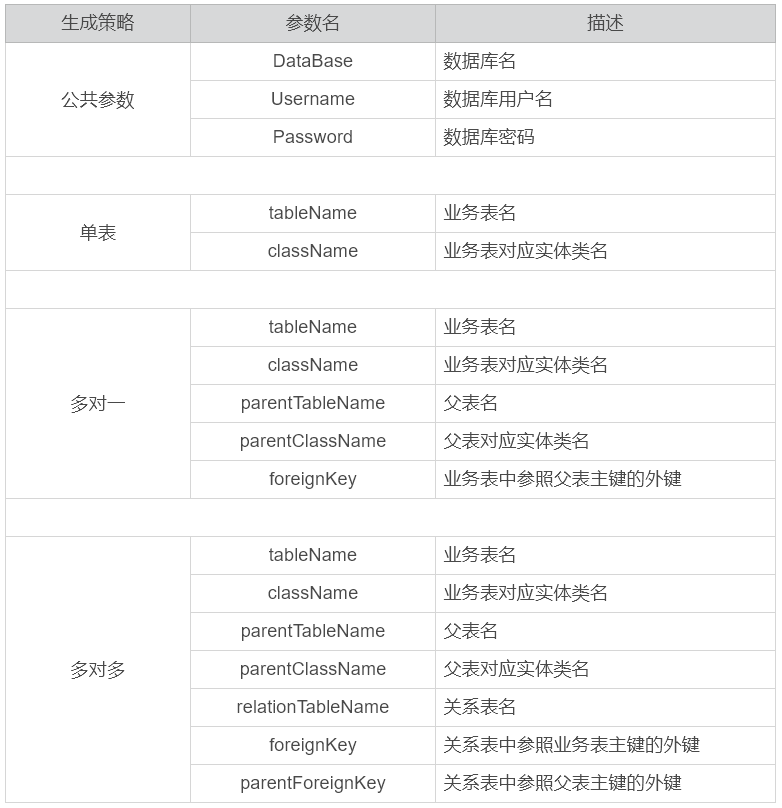 生成策略 参数名 描述
公共参数 DataBase 数据库名
Username 数据库用户名
Password 数据库密码
单表 tableName 业务表名
className 业务表对应实体类名
多对一 tableName 业务表名
className 业务表对应实体类名
parentTableName 父表名
parentClassName 父表对应实体类名
foreignKey 业务表中参照父表主键的外键
多对多 tableName 业务表名
className 业务表对应实体类名
parentTableName 父表名
parentClassName 父表对应实体类名
relationTableName 关系表名
foreignKey 关系表中参照业务表主键的外键
parentForeignKey 关系表中参照父表主键的外键